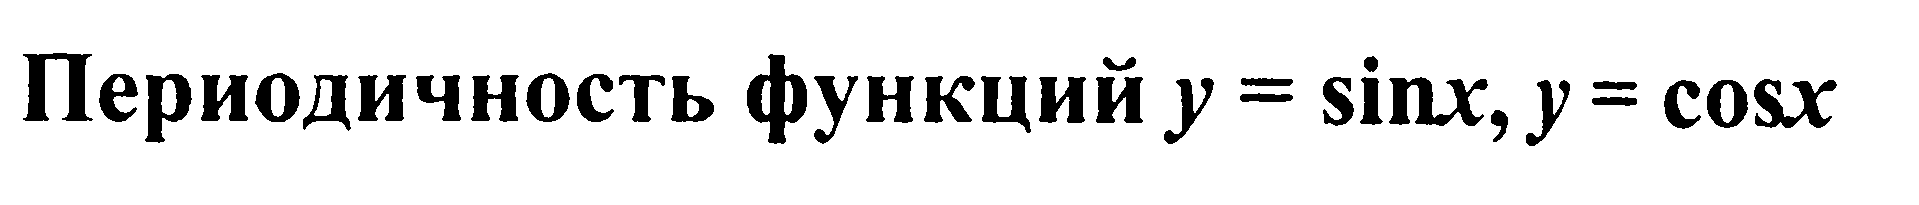 Периодичность функций y = sinx, y = cosx